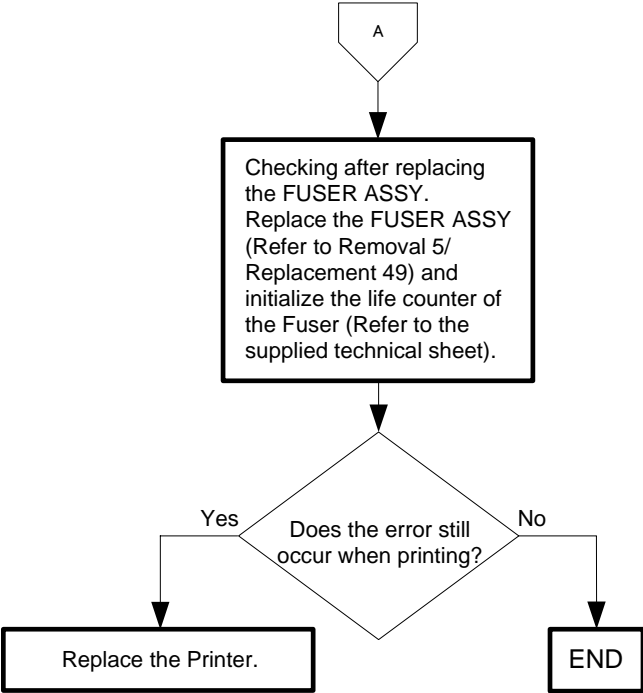 A
Checking after replacing
the FUSER ASSY.
Replace the FUSER ASSY
(Refer to Removal 5/
Replacement 49) and
initialize the life counter of
the Fuser (Refer to the
supplied technical sheet).
Yes
No
Does the error still
occur when printing?
Replace the Printer.
END